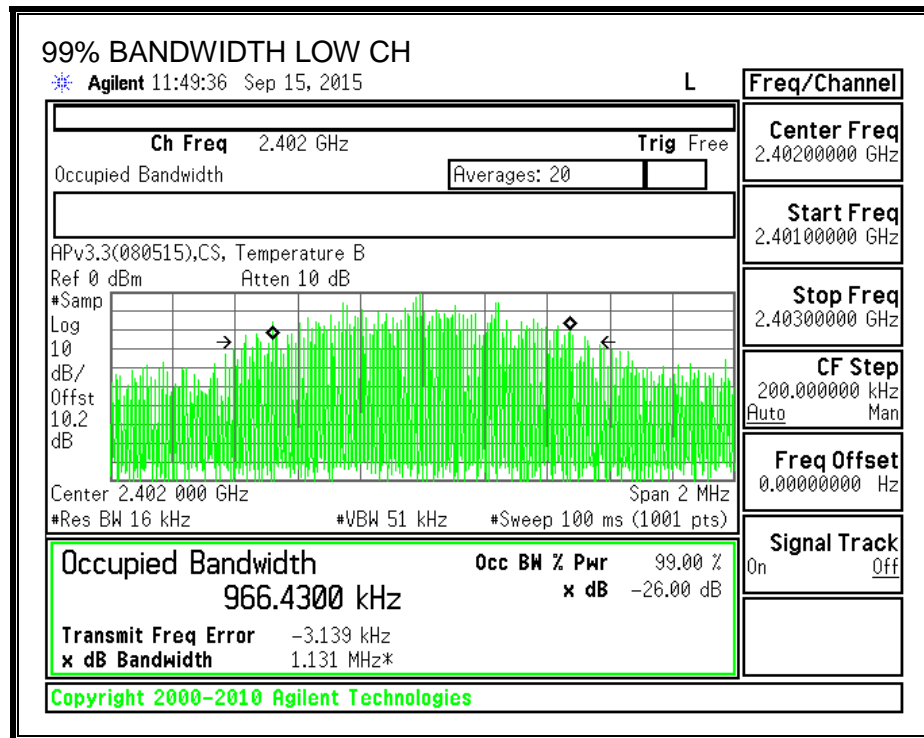 99% BANDWIDTH LOW CH
Agilent 11:49:36 Sep 15, 2015 L
Freq/Channel
Ch Freq 2.402 GHz Trig Free
Occupied Bandwidth Averages: 20
APv3.3(080515),CS, Temperature B
Ref 0 dBm Atten 10 dB
#Samp
Log
10
dB/
Offst
10.2
dB
Center 2.402 000 GHz Span 2 MHz
#Res BW 16 kHz #VBW 51 kHz #Sweep 100 ms (1001 pts)
Occupied Bandwidth Occ BW % Pwr 99.00 %
966.4300 kHz x dB -26.00 dB
Transmit Freq Error -3.139 kHz
x dB Bandwidth 1.131 MHz*
Copyright 2000-2010 Agilent Technologies
Center Freq
2.40200000 GHz
Start Freq
2.40100000 GHz
Stop Freq
2.40300000 GHz
CF Step
200.000000 kHz
Auto Man
Freq Offset
0.00000000 Hz
Signal Track
On Off